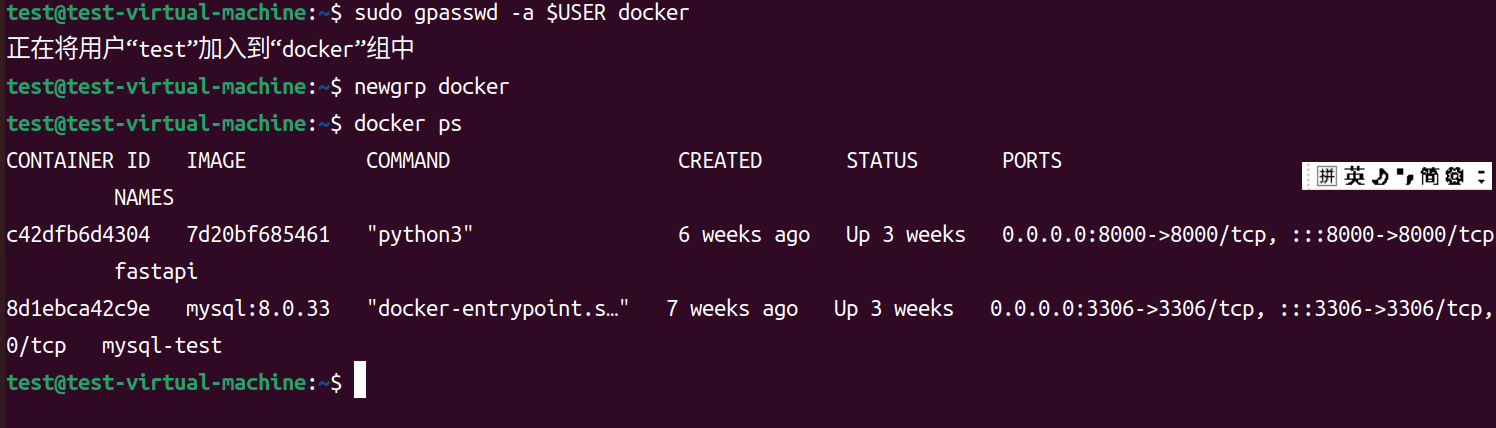 test@test-virtual-machine:~$ sudo gpasswd -a $USER docker
正在将用户“test”加入到“docker”组中
test@test-virtual-machine:~$ newgrp docker
test@test-virtual-machine:~$ docker ps
CONTAINER ID   IMAGE          COMMAND                   CREATED       STATUS       PORTS
         NAMES
拼 英 简
c42dfb6d4304   7d20bf685461   "python3"                 6 weeks ago   Up 3 weeks   0.0.0.0:8000->8000/tcp, :::8000->8000/tcp
         fastapi
8d1ebca42c9e   mysql:8.0.33   "docker-entrypoint.s…"   7 weeks ago   Up 3 weeks   0.0.0.0:3306->3306/tcp, :::3306->3306/tcp,
0/tcp   mysql-test
test@test-virtual-machine:~$